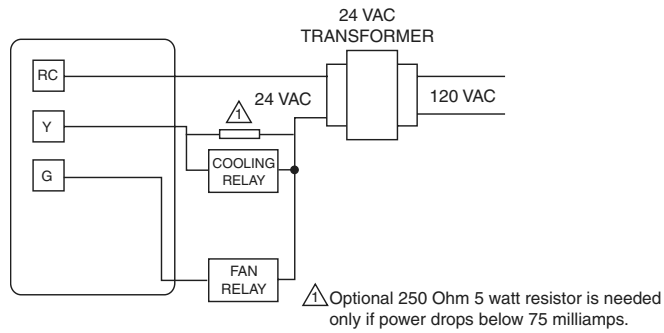 24 VAC
TRANSFORMER
RC
24 VAC
120 VAC
1
Y
COOLING
RELAY
G
FAN
RELAY
1 Optional 250 Ohm 5 watt resistor is needed
only if power drops below 75 milliamps.